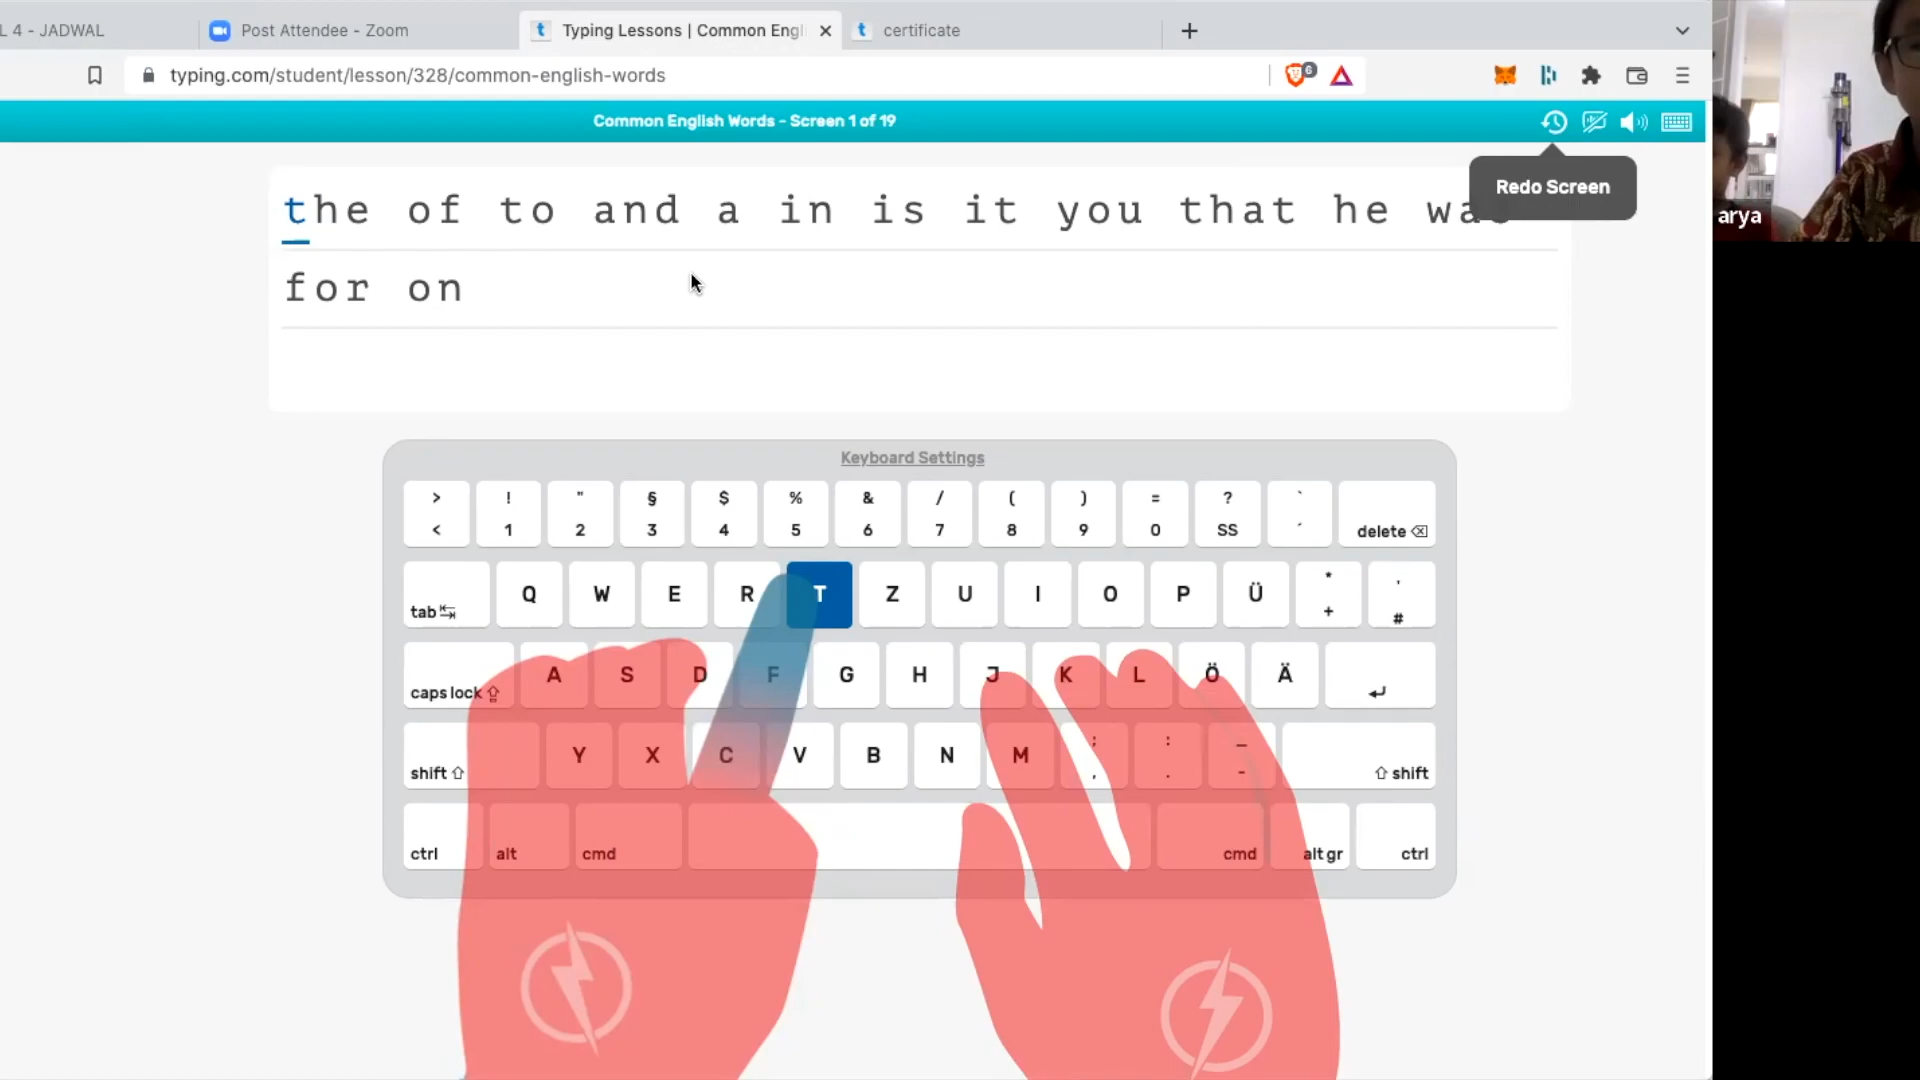 L 4 - JADWAL
Post Attendee - Zoom
Typing Lessons | Common Engl
certificate
typing.com/student/lesson/328/common-english-words
6
Common English Words - Screen 1 of 19
Redo Screen
the of to and a in is it you that he was
for on
arya
Keyboard Settings
> ! " § $ % & / ( ) = ? `
< 1 2 3 4 5 6 7 8 9 0 SS ´ delete
tab Q W E R T Z U I O P Ü * + ' #
caps lock A S D F G H J K L Ö Ä
shift Y X C V B N M ; , : . _ - shift
ctrl alt cmd cmd alt gr ctrl